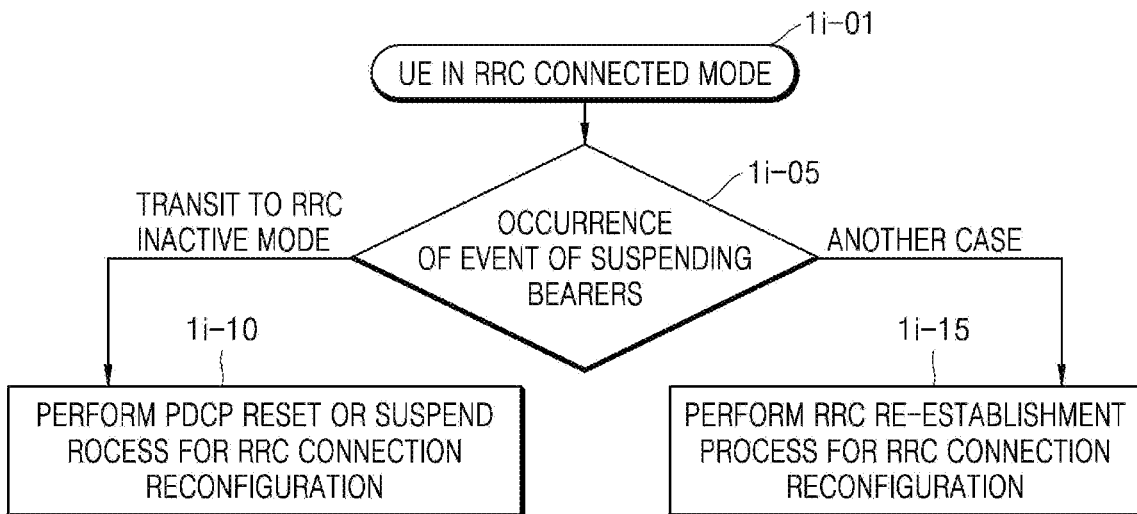 1i-01
UE IN RRC CONNECTED MODE
1i-05
TRANSIT TO RRC
INACTIVE MODE
OCCURRENCE
OF EVENT OF SUSPENDING
BEARERS
ANOTHER CASE
1i-10
PERFORM PDCP RESET OR SUSPEND
ROCESS FOR RRC CONNECTION
RECONFIGURATION
1i-15
PERFORM RRC RE-ESTABLISHMENT
PROCESS FOR RRC CONNECTION
RECONFIGURATION